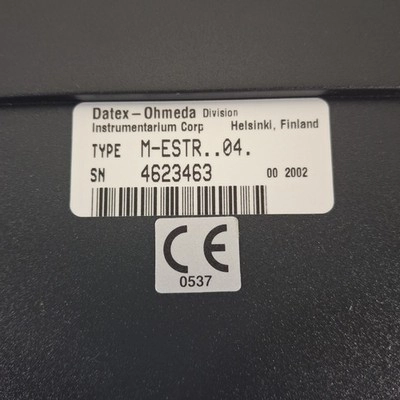 Datex-Ohmeda Division
Instrumentarium Corp Helsinki, Finland
TYPE M-ESTR..04.
SN 4623463 00 2002
CE
0537